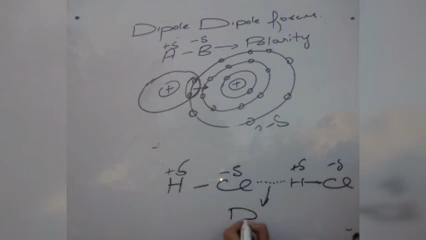 Dipole Dipole forces.
+δ -δ
A - B → Polarity
+ +
-δ
+δ -δ +δ -δ
H - Cl ...... H - Cl
D